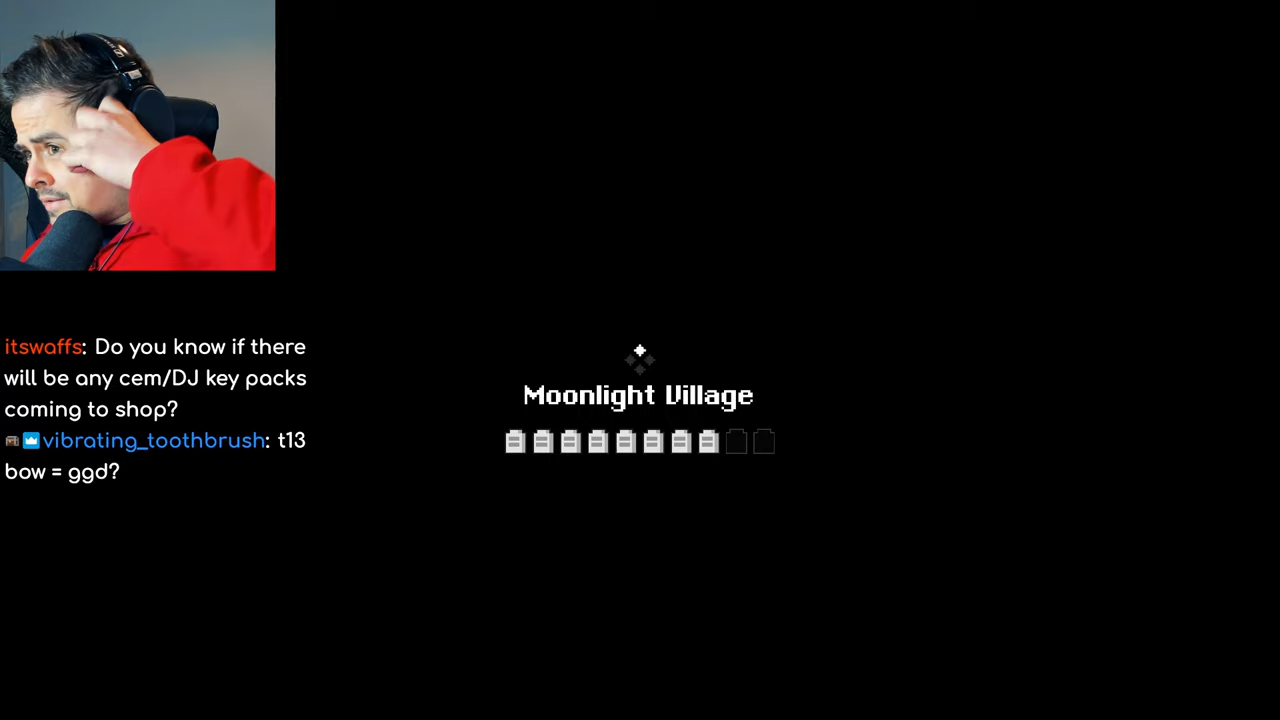 itswaffs: Do you know if there
will be any cem/DJ key packs
coming to shop?
vibrating_toothbrush: t13
bow = ggd?
Moonlight Village